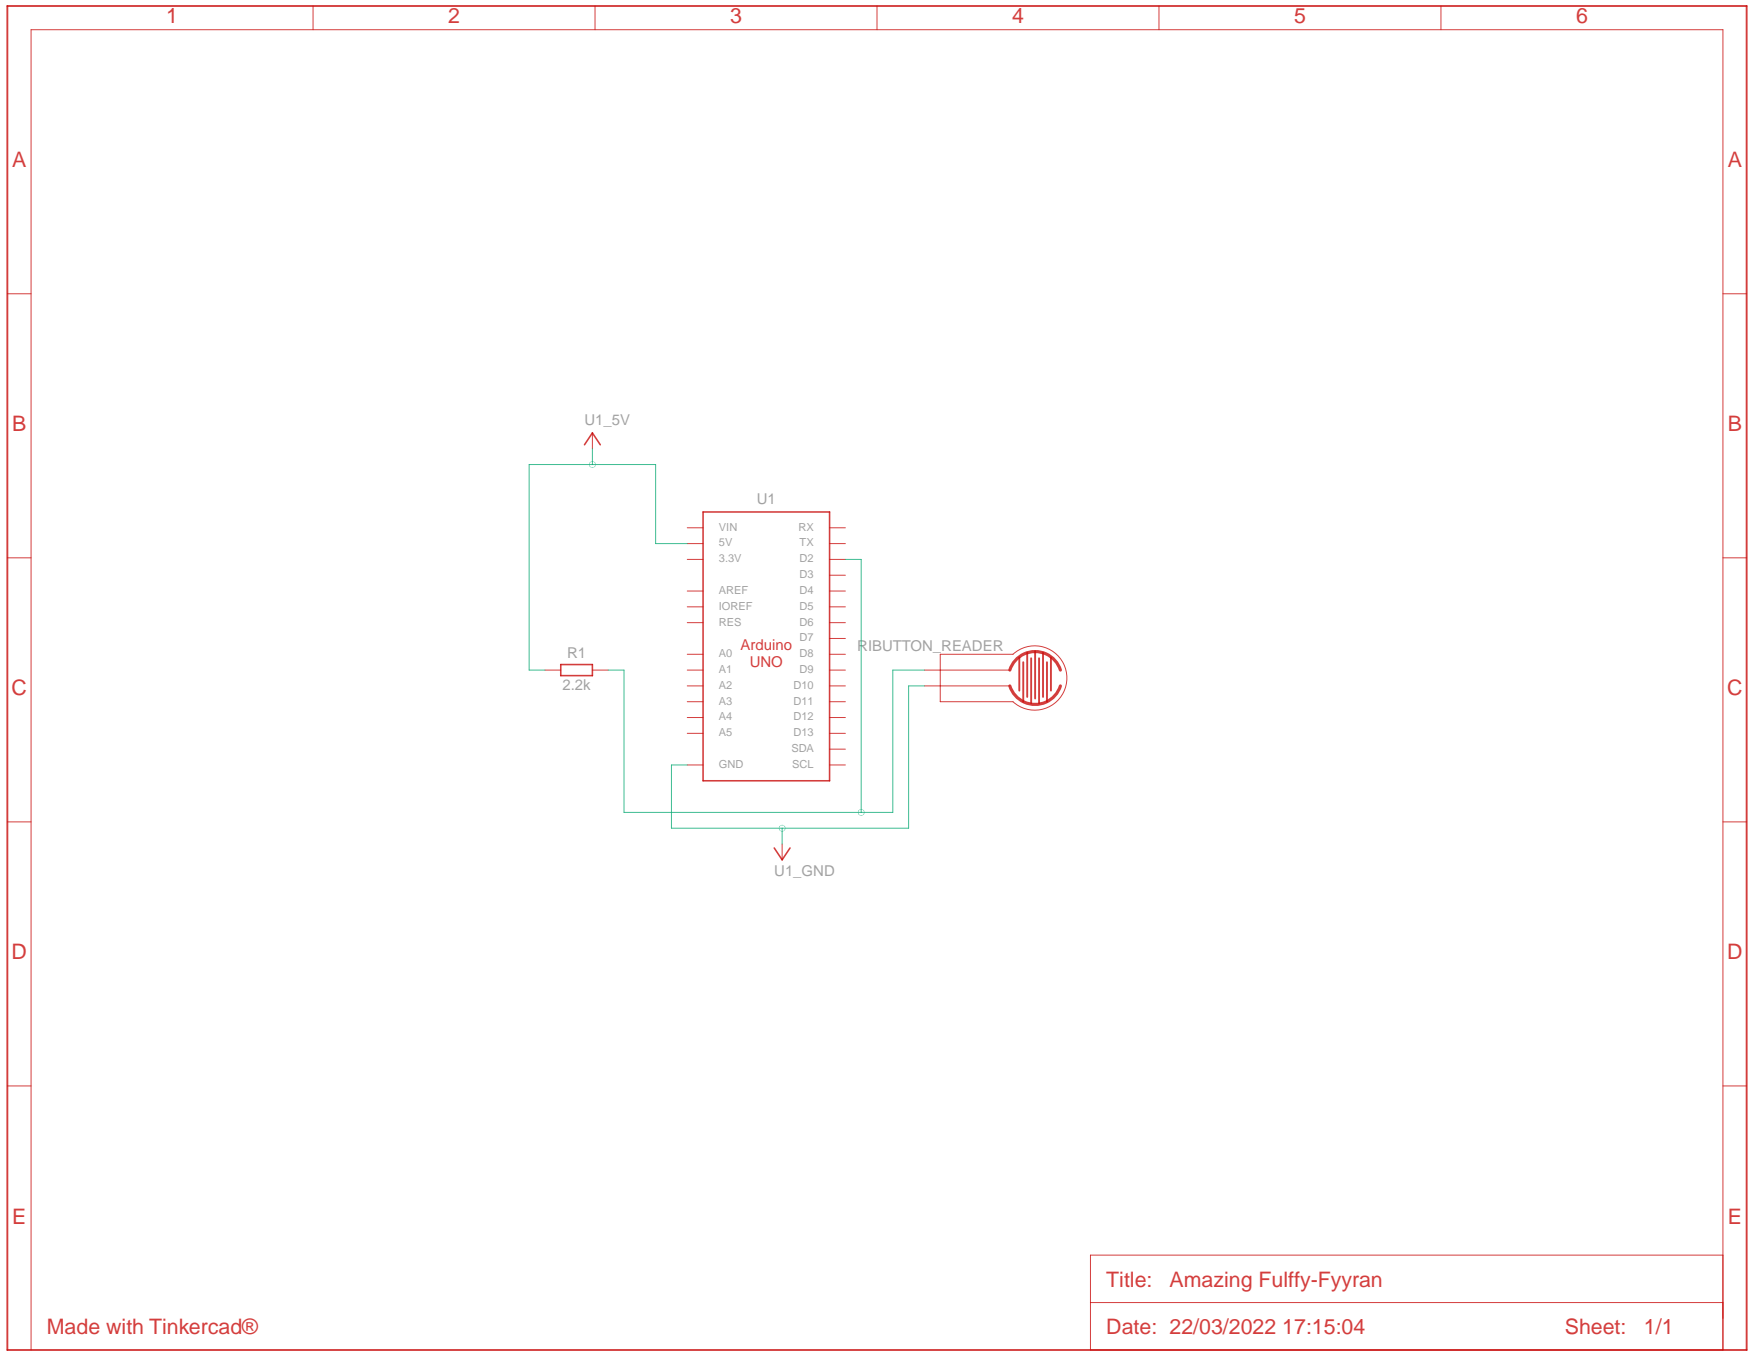 1 2 3 4 5 6
A A
B B
U1_5V
U1
VIN RX
5V TX
3.3V D2
D3
AREF D4
IOREF D5
RES D6
D7
Arduino
UNO
RIBUTTON_READER
R1
2.2k
A0 D8
A1 D9
A2 D10
A3 D11
A4 D12
A5 D13
SDA
GND SCL
C C
U1_GND
D D
E E
Title: Amazing Fulffy-Fyyran
Made with Tinkercad®
Date: 22/03/2022 17:15:04 Sheet: 1/1